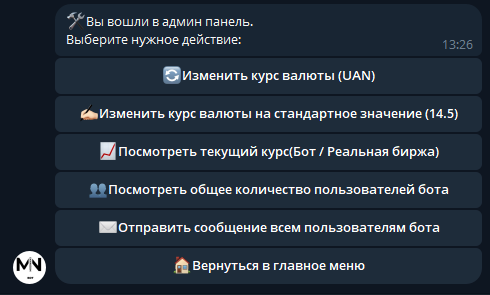 🛠Вы вошли в админ панель.
Выберите нужное действие:
13:26
🔄Изменить курс валюты (UAN)
✍🏻Изменить курс валюты на стандартное значение (14.5)
📈Посмотреть текущий курс(Бот / Реальная биржа)
👥Посмотреть общее количество пользователей бота
✉️Отправить сообщение всем пользователям бота
🏠Вернуться в главное меню
MN